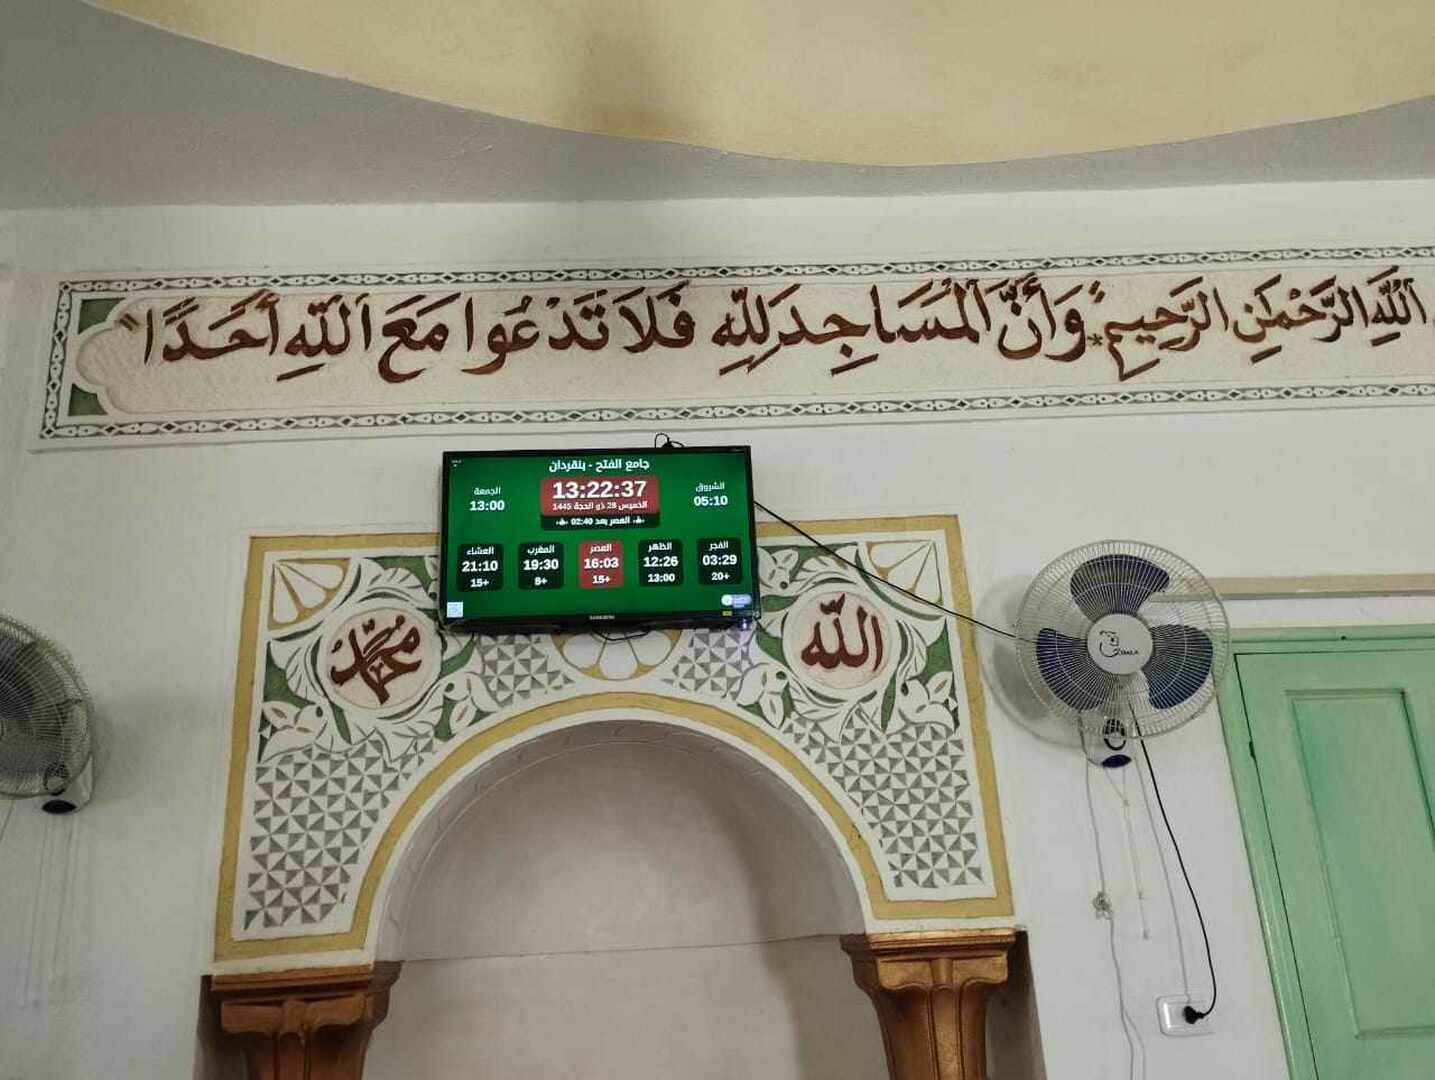 اللَّهِ الرَّحْمَٰنِ الرَّحِيمِ * وَأَنَّ الْمَسَاجِدَ لِلَّهِ فَلَا تَدْعُوا مَعَ اللَّهِ أَحَدًا
جامع الفتح - بنقردان
الجمعة
13:00
13:22:37
الخميس 28 ذو الحجة 1445
العصر بعد 02:40
الشروق
05:10
الفجر
03:29
20+
الظهر
12:26
13:00
العصر
16:03
15+
المغرب
19:30
8+
العشاء
21:10
15+
الله
محمد